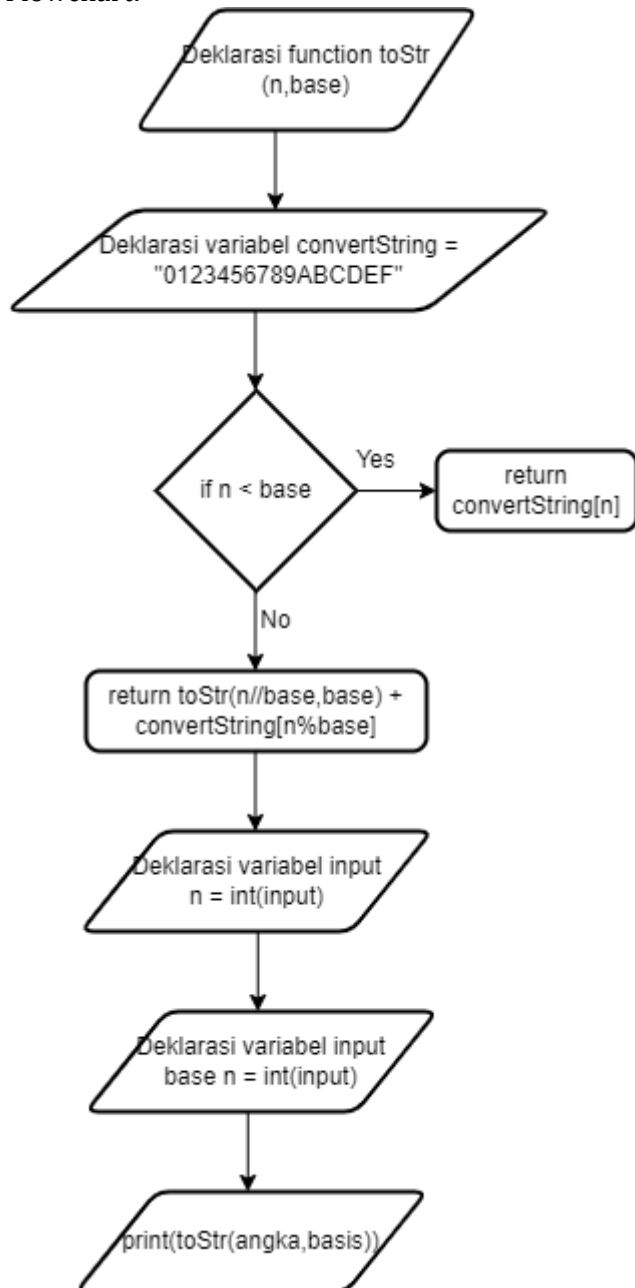 Deklarasi function toStr
(n,base)
Deklarasi variabel convertString =
"0123456789ABCDEF"
if n < base
Yes
return
convertString[n]
No
return toStr(n//base,base) +
convertString[n%base]
Deklarasi variabel input
n = int(input)
Deklarasi variabel input
base n = int(input)
print(toStr(angka,basis))